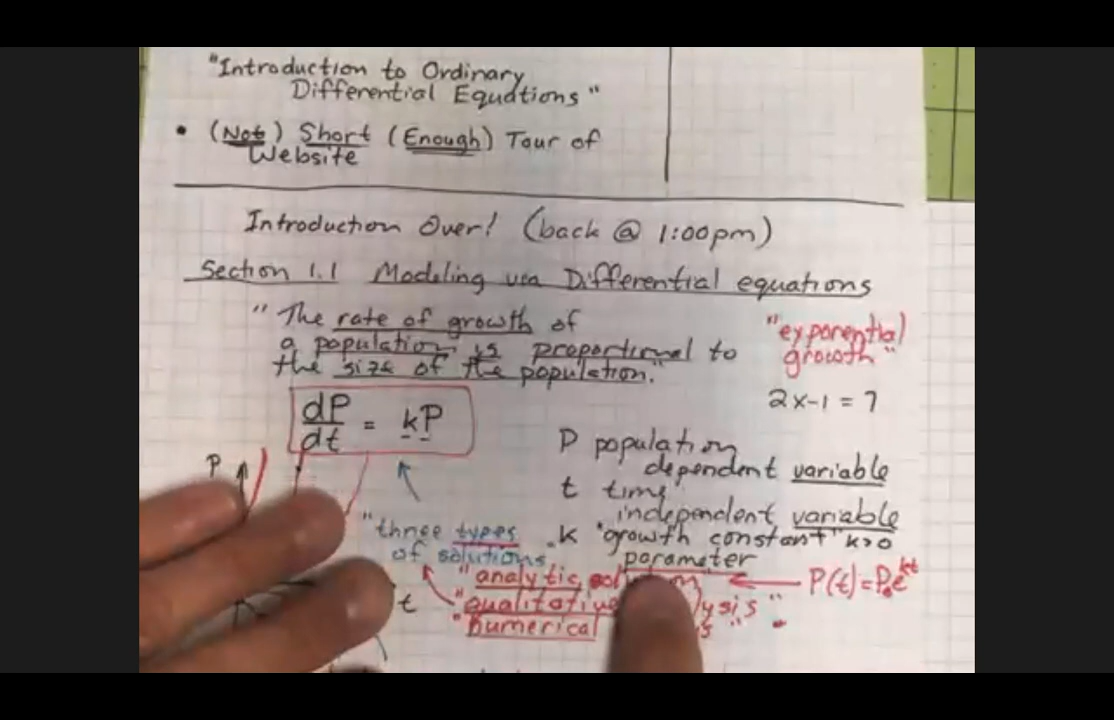 "Introduction to Ordinary
Differential Equations"
• (Not) Short (Enough) Tour of
Website
Introduction Over! (back @ 1:00pm)
Section 1.1 Modeling via Differential equations
"The rate of growth of
a population is proportional to
the size of the population."
"exponential
growth"
2x-1 = 7
dP/dt = kP
P population
dependent variable
t time
independent variable
k "growth constant" k>0
parameter
P
t
"three types
of solutions"
"analytic
"qualitative
"numerical
P(t)=P₀e^kt